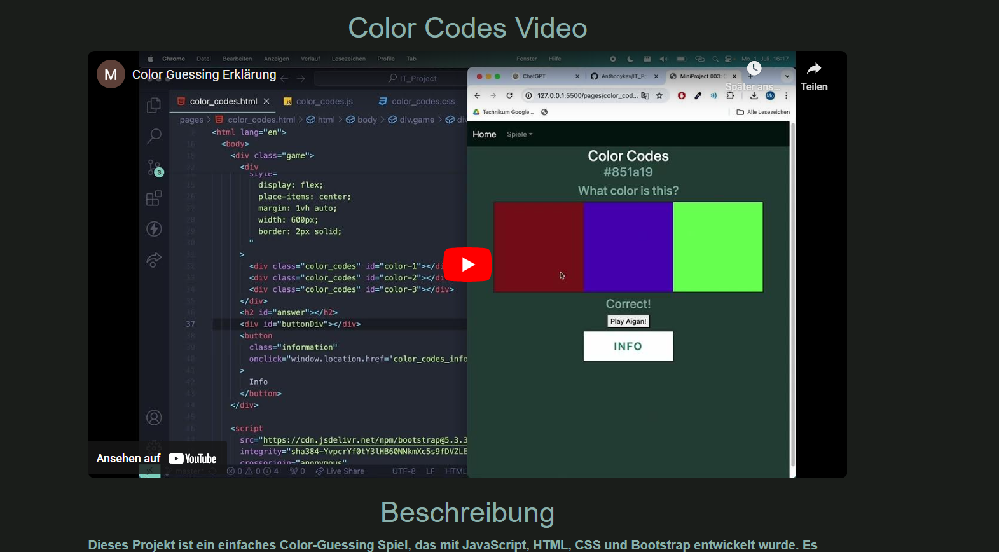 Color Codes Video
Chrome Datei Bearbeiten Anzeigen Verlauf Lesezeichen Profile Tab Fenster Hilfe Mo. 1. Juli 16:17
M Color Guessing Erklärung
IT_Project
Später ans...
Teilen
color_codes.html
color_codes.js
color_codes.css
pages > color_codes.html > html > body > div.game >
<html lang="en">
<body>
<div class="game">
<div
style=
display: flex;
place-items: center;
margin: 1vh auto;
width: 600px;
border: 2px solid;
"
>
<div class="color_codes" id="color-1">
<div class="color_codes" id="color-2">
<div class="color_codes" id="color-3"></div>
</div>
<h2 id="answer"></h2>
37 <div id="buttonDiv"></div>
<button
class="information"
onclick="window.location.href='color_codes_info
>
Info
</button>
</div>
<script
src="https://cdn.jsdelivr.net/npm/bootstrap@5.3.3
integrity="sha384-YvpcrYf0tY3lHB60NNkmXc5s9fDVZLE
crossorigin="anonymous"
3
master*
0 0 4 0 Live Share UTF-8 LF HTML
Ansehen auf YouTube
ChatGPT
Anthonykev/IT_Pr
MiniProject 003: C
127.0.0.1:5500/pages/color_cod...
Mo
Technikum Google...
Alle Lesezeichen
Home Spiele
Color Codes
#851a19
What color is this?
Correct!
Play Aigan!
INFO
Beschreibung
Dieses Projekt ist ein einfaches Color-Guessing Spiel, das mit JavaScript, HTML, CSS und Bootstrap entwickelt wurde. Es